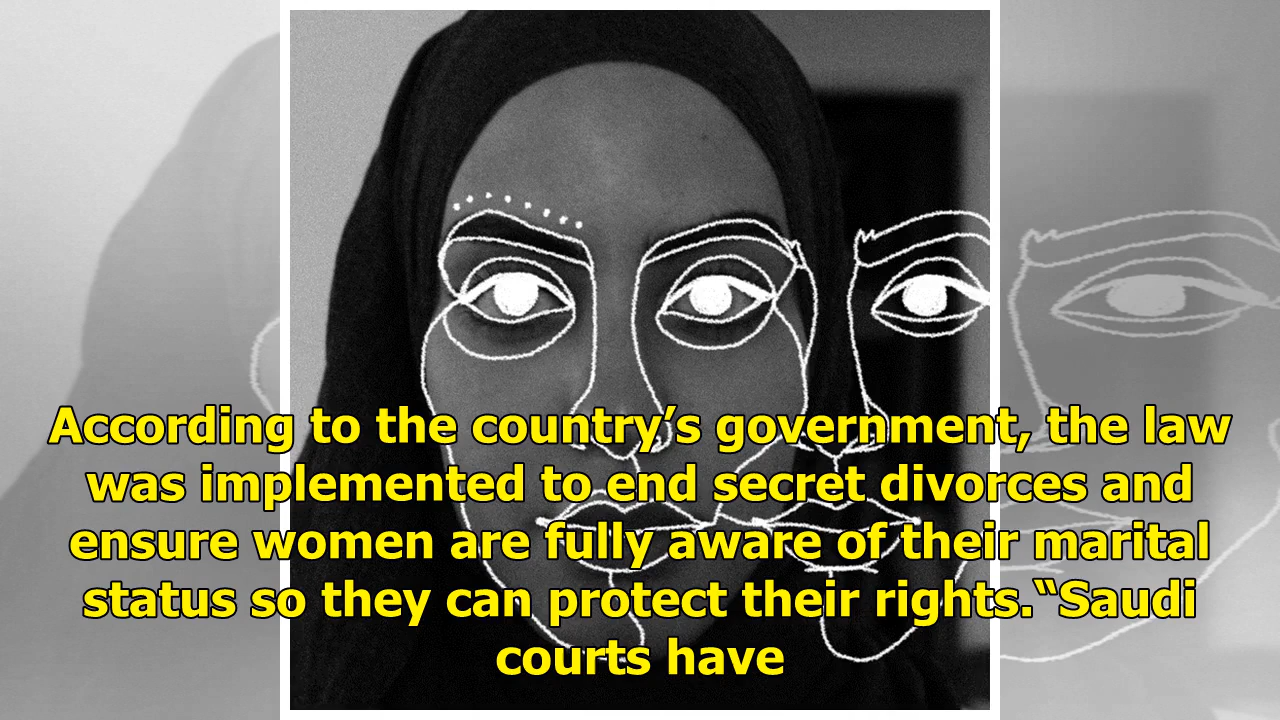 According to the country’s government, the law
was implemented to end secret divorces and
ensure women are fully aware of their marital
status so they can protect their rights.“Saudi
courts have